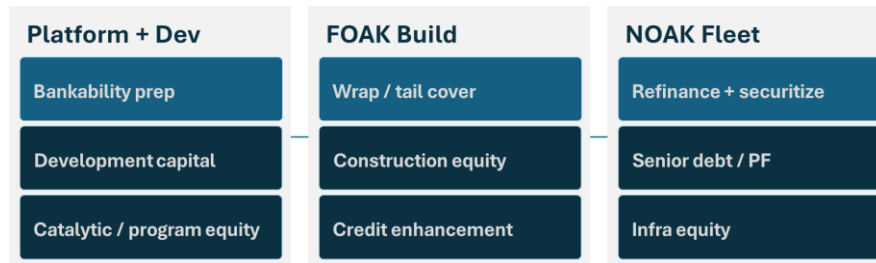 Platform + Dev
Bankability prep
Development capital
Catalytic / program equity
FOAK Build
Wrap / tail cover
Construction equity
Credit enhancement
NOAK Fleet
Refinance + securitize
Senior debt / PF
Infra equity